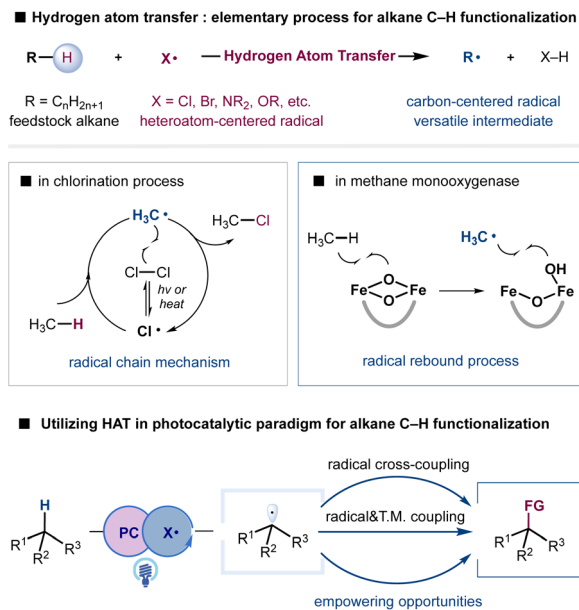 ■ Hydrogen atom transfer : elementary process for alkane C–H functionalization
R–H + X• —Hydrogen Atom Transfer→ R• + X–H
R = CnH2n+1 X = Cl, Br, NR2, OR, etc. carbon-centered radical
feedstock alkane heteroatom-centered radical versatile intermediate
■ in chlorination process
H3C•
H3C–Cl
Cl–Cl
hv or
heat
H3C–H
Cl•
radical chain mechanism
■ in methane monooxygenase
H3C–H H3C•
O OH
Fe Fe Fe Fe
O O
radical rebound process
■ Utilizing HAT in photocatalytic paradigm for alkane C–H functionalization
radical cross-coupling
H • FG
PC X• radical&T.M. coupling
R1 R2 R3 R1 R2 R3 R1 R2 R3
empowering opportunities